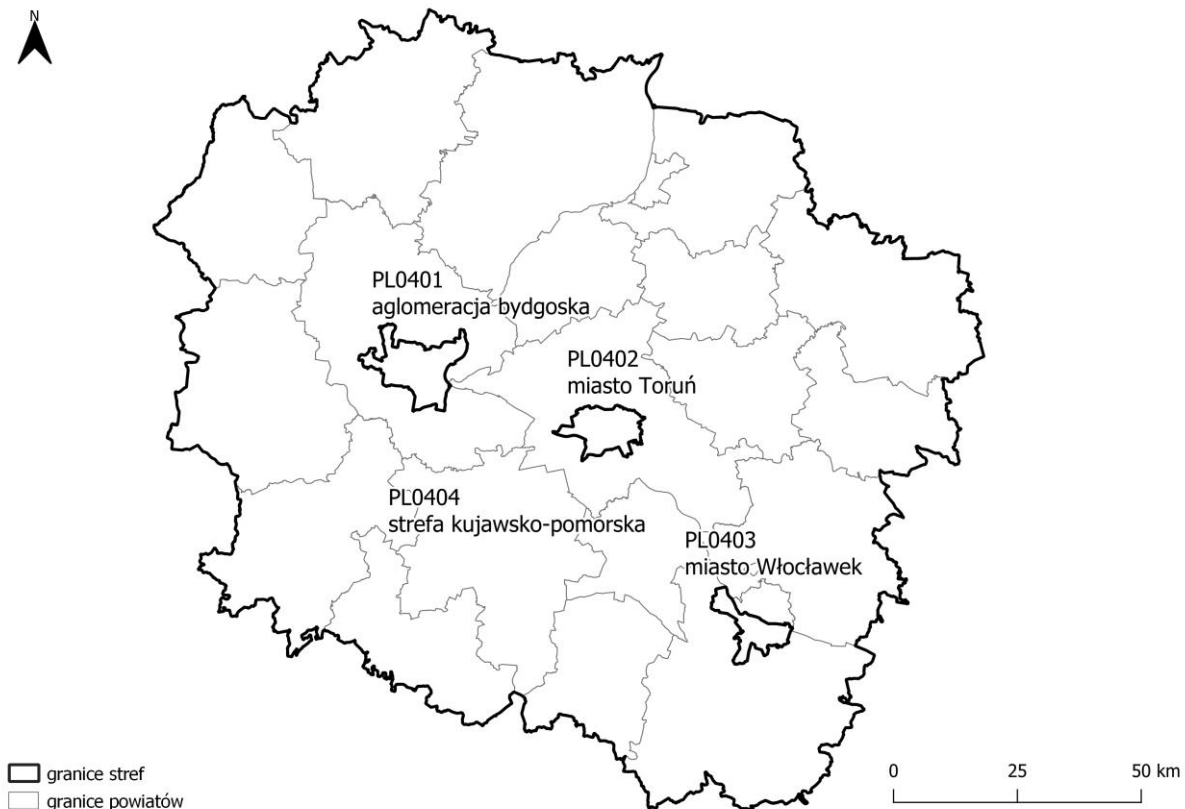 N
PL0401
aglomeracja bydgoska
PL0402
miasto Toruń
PL0404
strefa kujawsko-pomorska
PL0403
miasto Włocławek
granice stref
granice powiatów
0 25 50 km